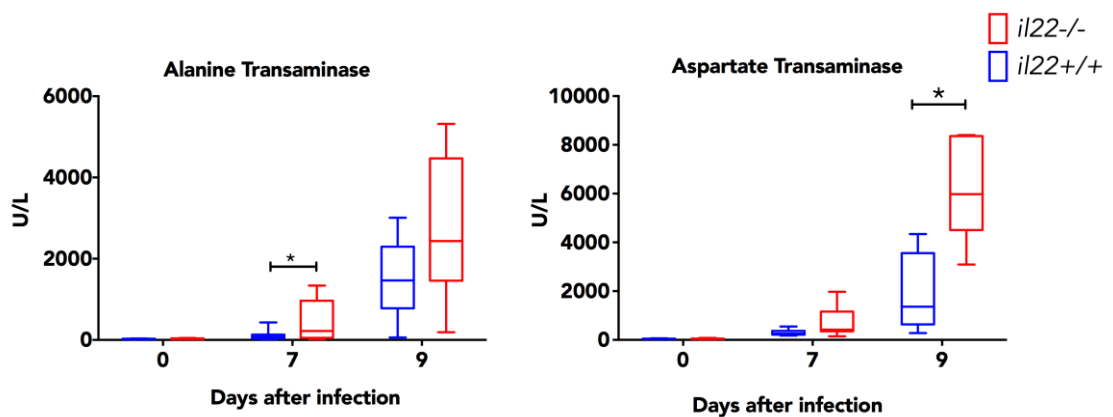 il22-/-
il22+/+
Alanine Transaminase
6000
4000
2000
0
U/L
*
0 7 9
Days after infection
Aspartate Transaminase
10000
8000
6000
4000
2000
0
U/L
*
0 7 9
Days after infection